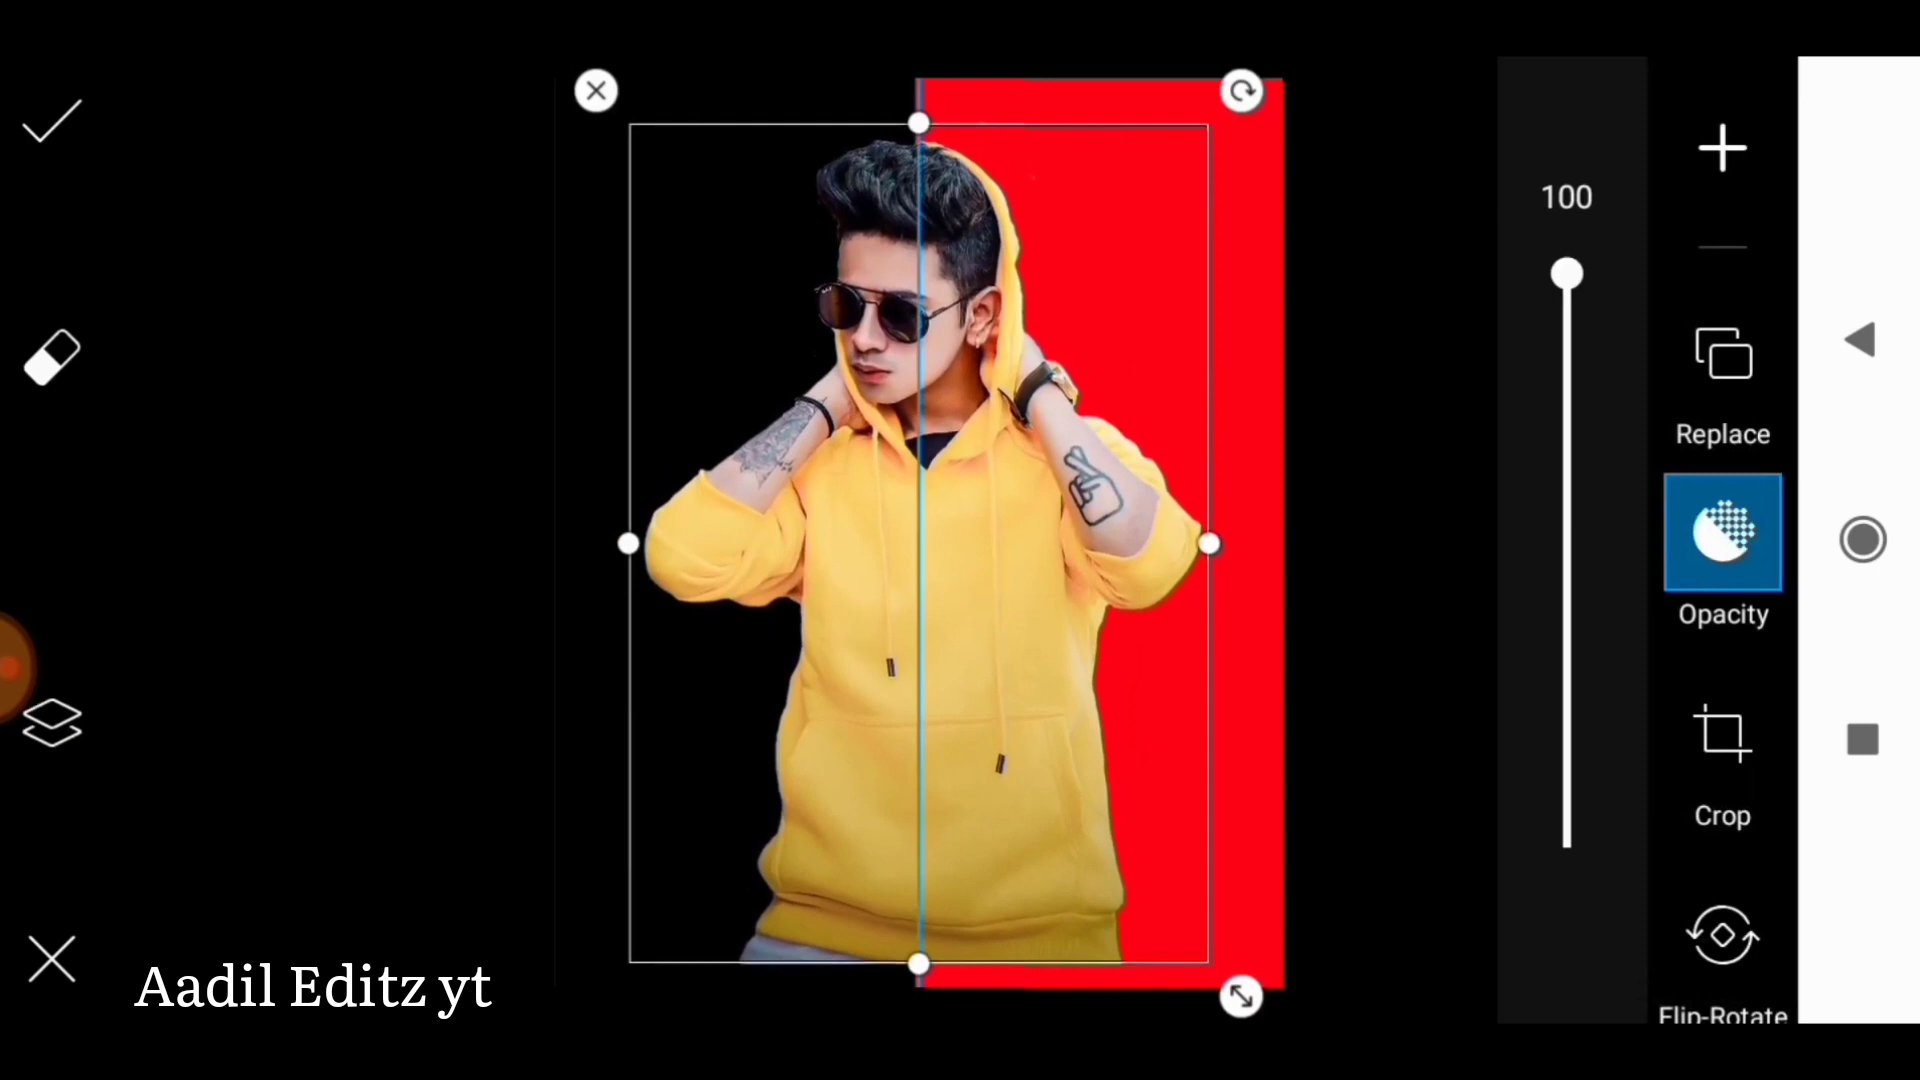 100
Replace
Opacity
Crop
Flip-Rotate
Aadil Editz yt